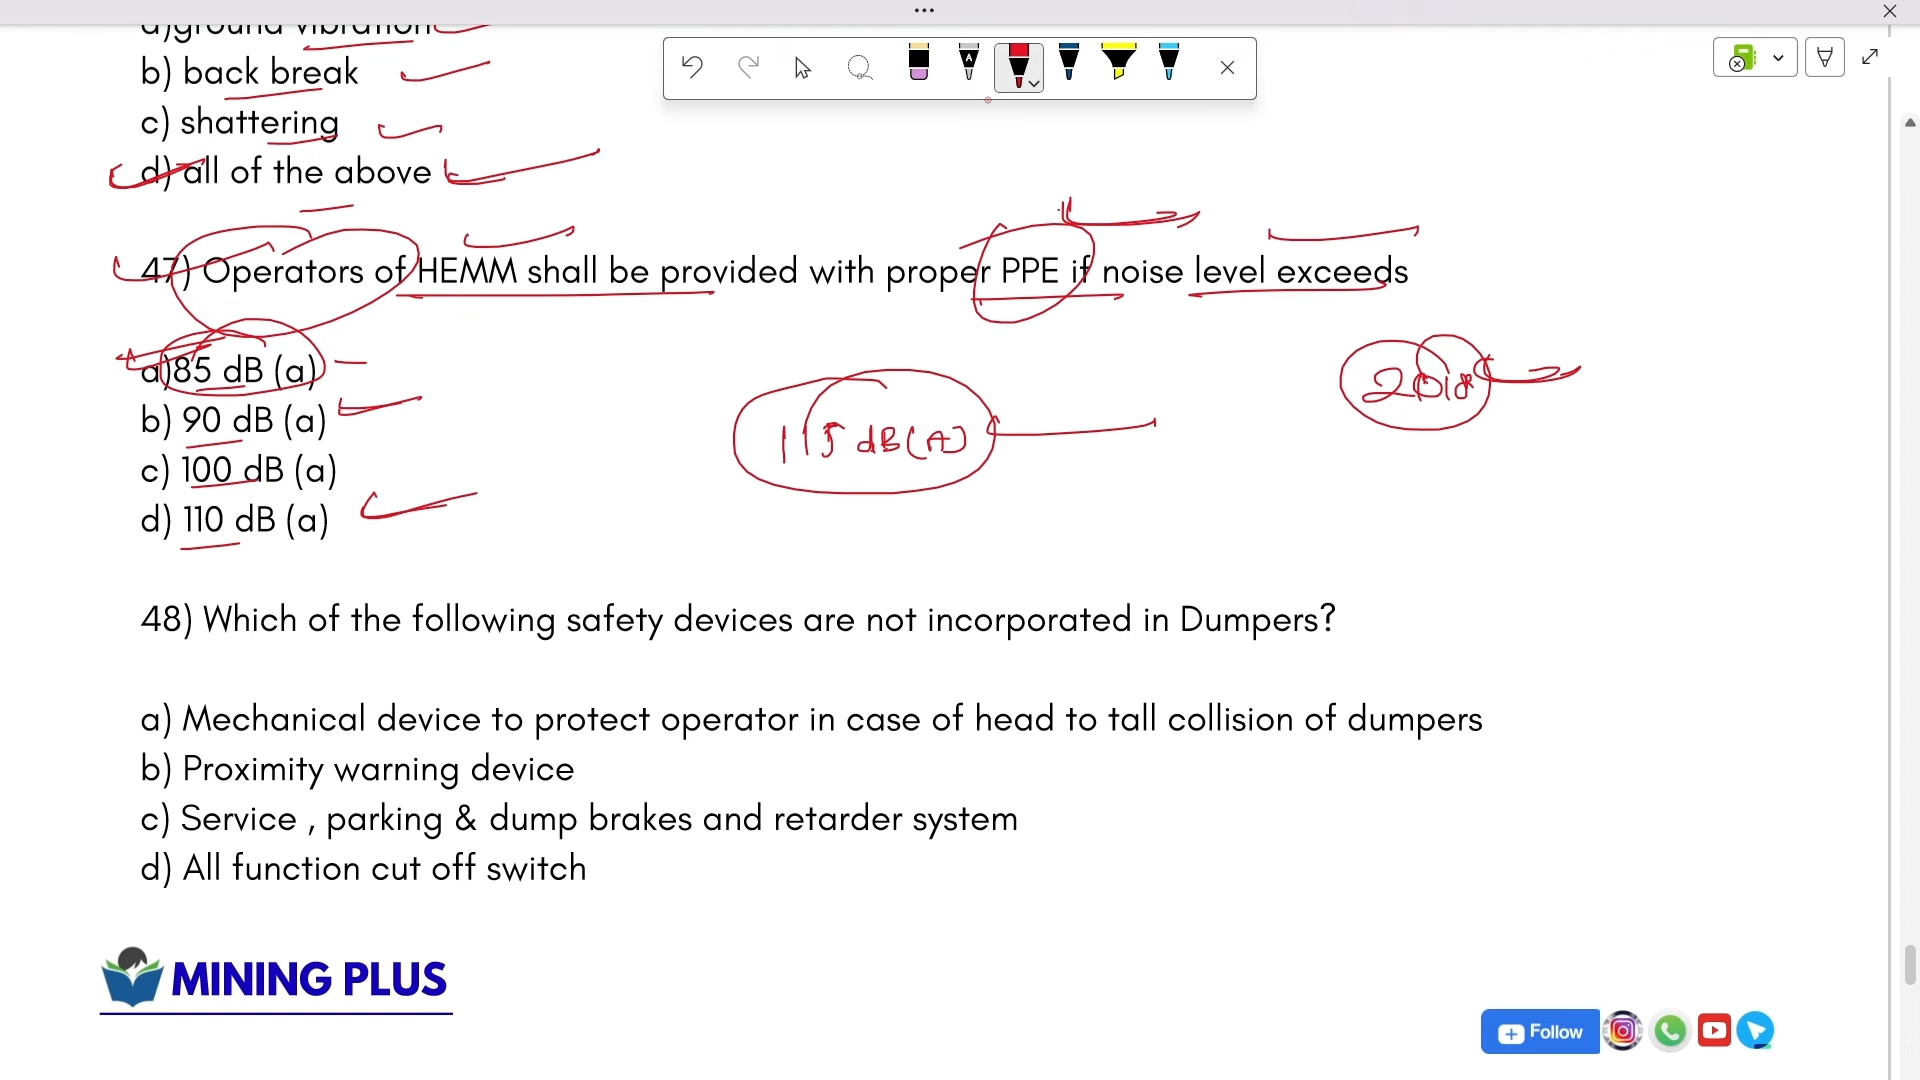 a)ground vibration
b) back break
c) shattering
d) all of the above
47) Operators of HEMM shall be provided with proper PPE if noise level exceeds
a)85 dB (a)
b) 90 dB (a)
c) 100 dB (a)
d) 110 dB (a)
115 dB(A)
2018
48) Which of the following safety devices are not incorporated in Dumpers?
a) Mechanical device to protect operator in case of head to tall collision of dumpers
b) Proximity warning device
c) Service , parking & dump brakes and retarder system
d) All function cut off switch
MINING PLUS
Follow